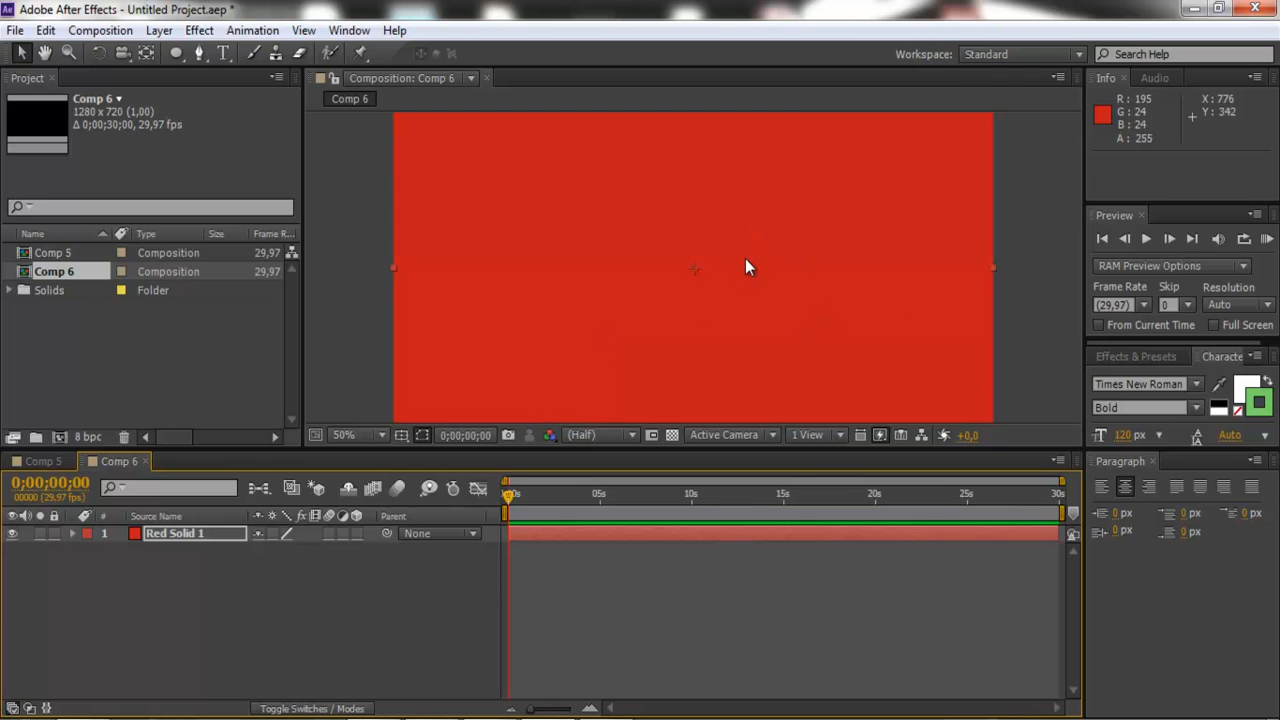 Adobe After Effects - Untitled Project.aep *
File Edit Composition Layer Effect Animation View Window Help
Workspace: Standard Search Help
Project
Composition: Comp 6
Info Audio
Comp 6
1280 x 720 (1,00)
Δ 0;00;30;00, 29,97 fps
Comp 6
R : 195
G : 24
B : 24
A : 255
X : 776
Y : 342
Name Type Size Frame R...
Comp 5 Composition 29,97
Comp 6 Composition 29,97
Solids Folder
Preview
RAM Preview Options
Frame Rate Skip Resolution
(29,97) 0 Auto
From Current Time Full Screen
Effects & Presets Characte
Times New Roman
Bold
120 px Auto
8 bpc
50% 0;00;00;00 (Half) Active Camera 1 View +0,0
Comp 5 Comp 6
0;00;00;00
00000 (29.97 fps)
05s 10s 15s 20s 25s 30s
# Source Name Parent
1 Red Solid 1 None
Paragraph
0 px 0 px 0 px
0 px 0 px
Toggle Switches / Modes